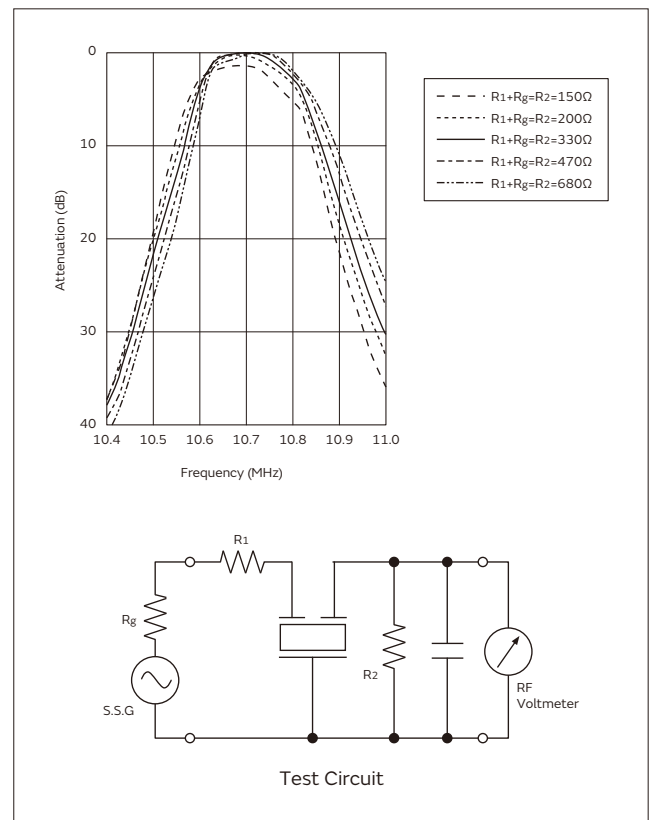 0
10
20
30
40
Attenuation (dB)
10.4 10.5 10.6 10.7 10.8 10.9 11.0
Frequency (MHz)
R1+Rg=R2=150Ω
R1+Rg=R2=200Ω
R1+Rg=R2=330Ω
R1+Rg=R2=470Ω
R1+Rg=R2=680Ω
R1
Rg
S.S.G
R2
RF
Voltmeter
Test Circuit